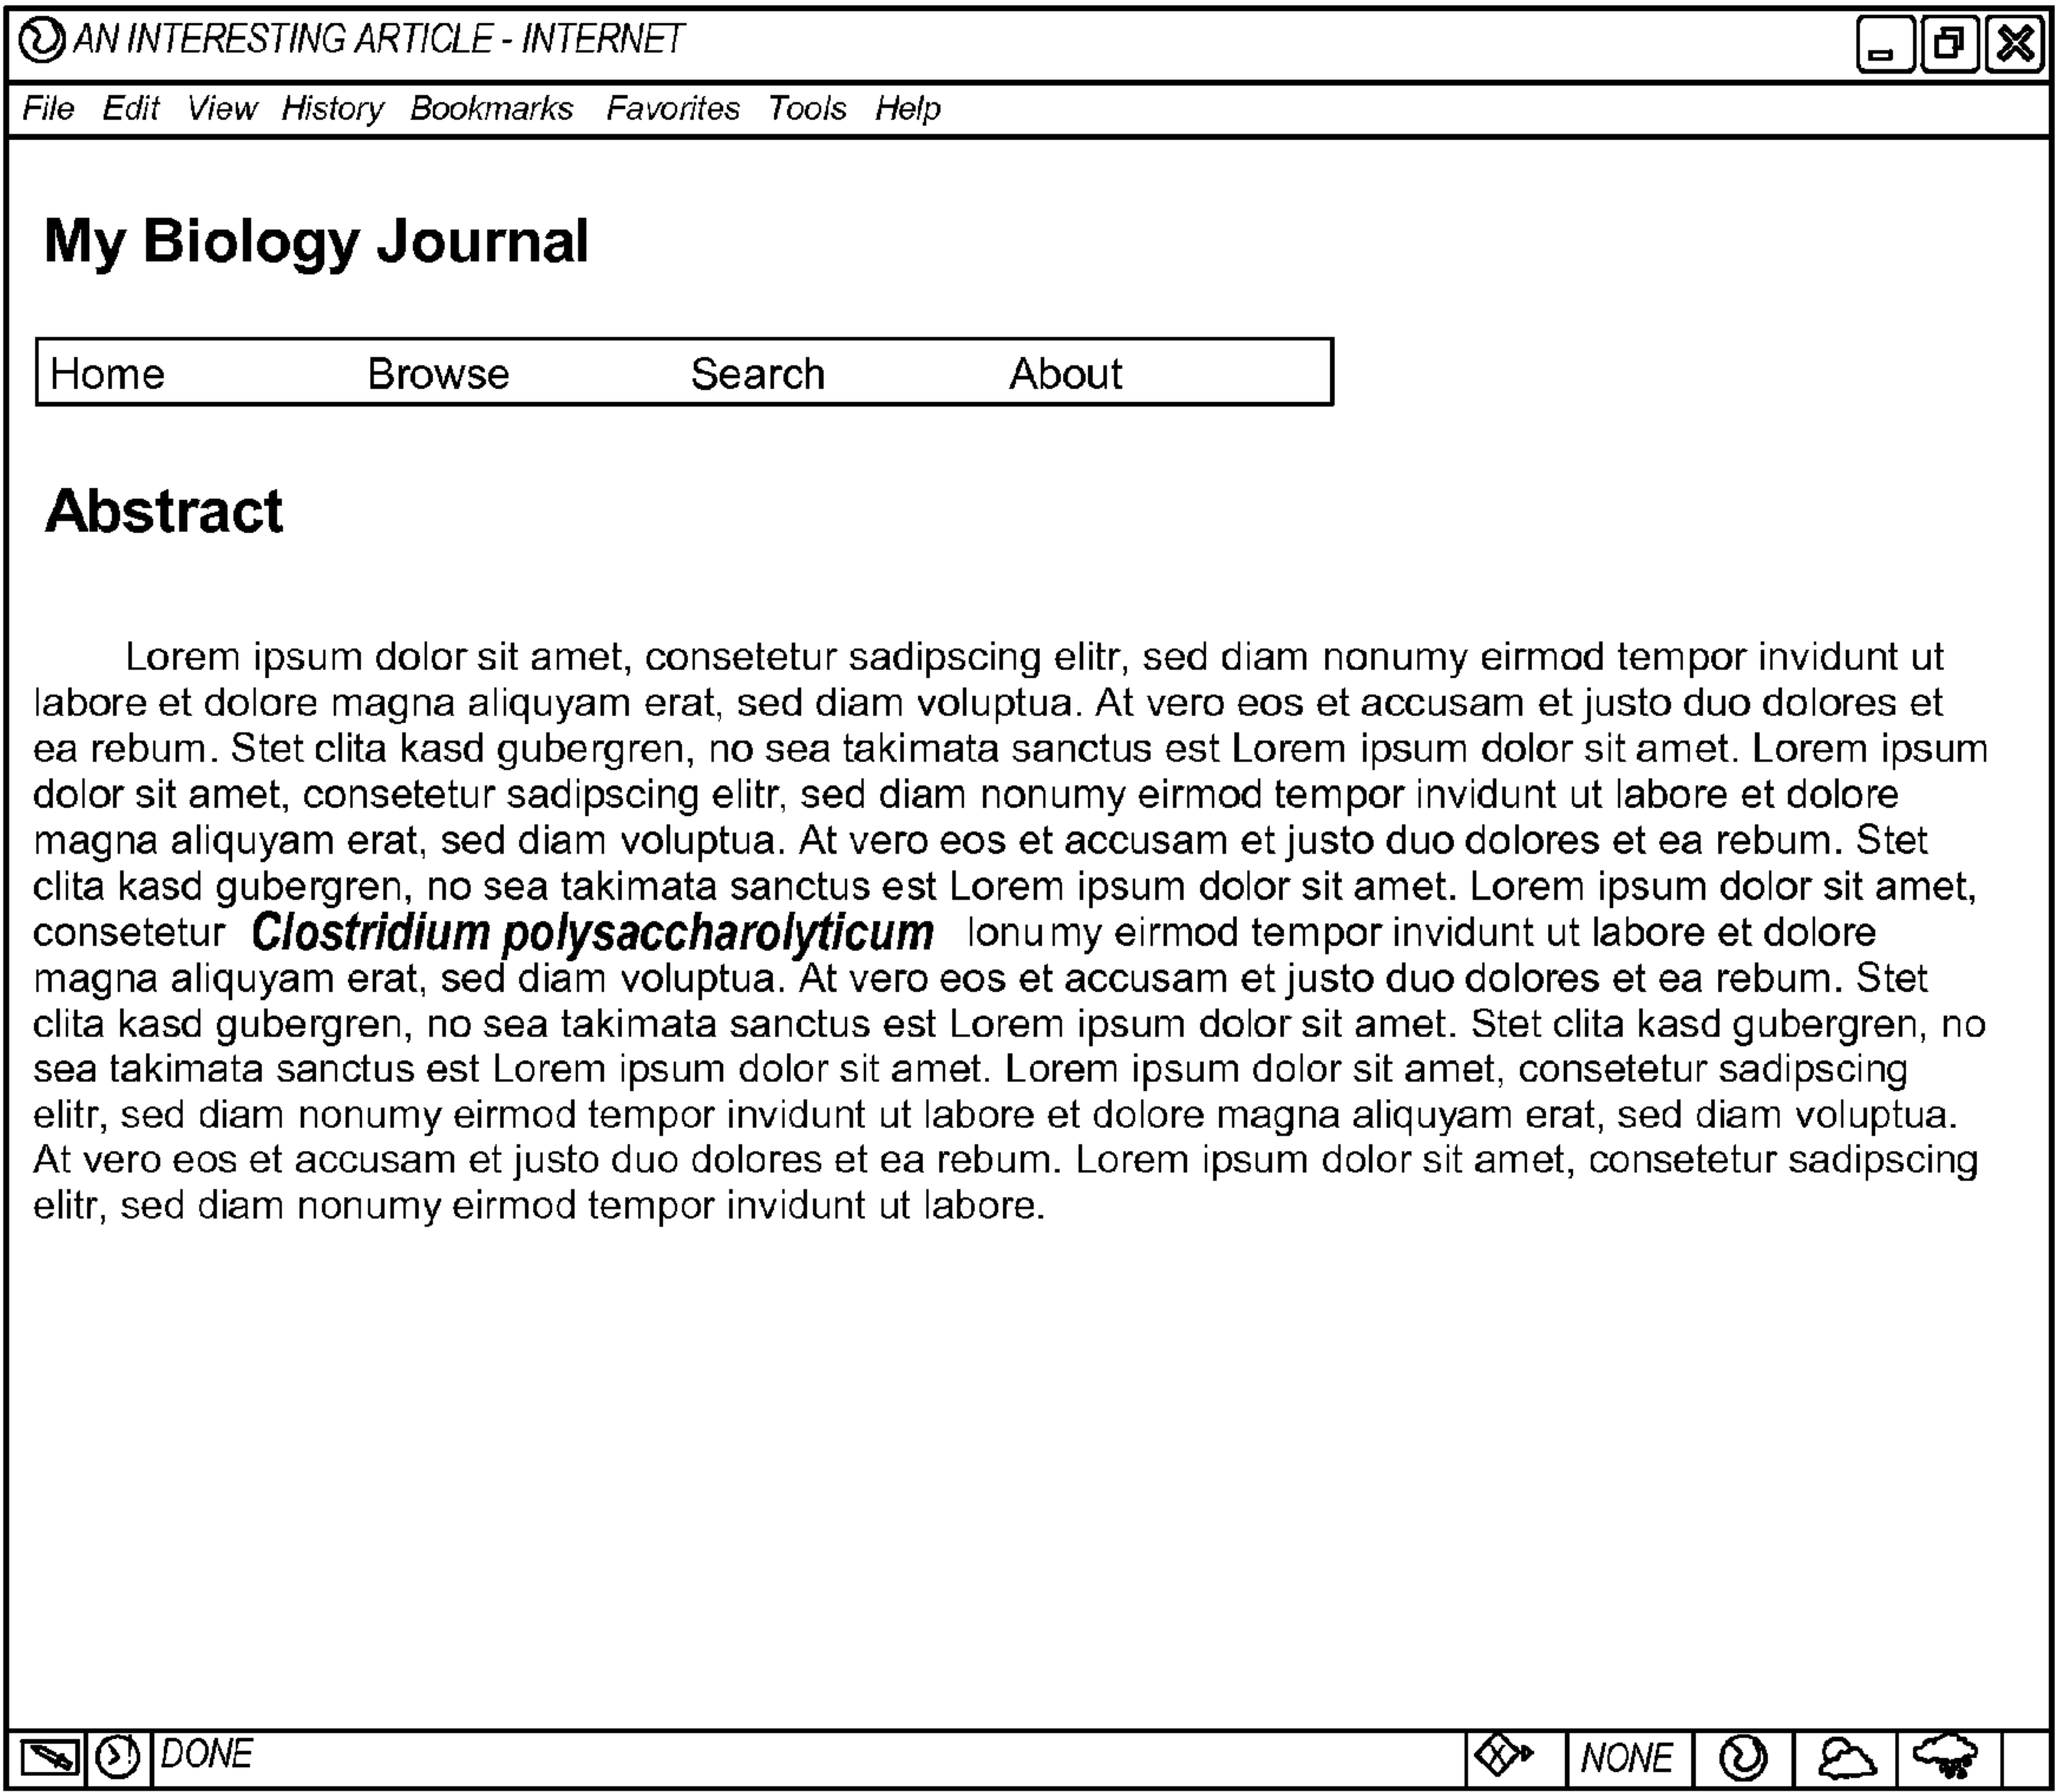 AN INTERESTING ARTICLE - INTERNET
File Edit View History Bookmarks Favorites Tools Help
My Biology Journal
Home Browse Search About
Abstract
Lorem ipsum dolor sit amet, consetetur sadipscing elitr, sed diam nonumy eirmod tempor invidunt ut
labore et dolore magna aliquyam erat, sed diam voluptua. At vero eos et accusam et justo duo dolores et
ea rebum. Stet clita kasd gubergren, no sea takimata sanctus est Lorem ipsum dolor sit amet. Lorem ipsum
dolor sit amet, consetetur sadipscing elitr, sed diam nonumy eirmod tempor invidunt ut labore et dolore
magna aliquyam erat, sed diam voluptua. At vero eos et accusam et justo duo dolores et ea rebum. Stet
clita kasd gubergren, no sea takimata sanctus est Lorem ipsum dolor sit amet. Lorem ipsum dolor sit amet,
consetetur Clostridium polysaccharolyticum lonumy eirmod tempor invidunt ut labore et dolore
magna aliquyam erat, sed diam voluptua. At vero eos et accusam et justo duo dolores et ea rebum. Stet
clita kasd gubergren, no sea takimata sanctus est Lorem ipsum dolor sit amet. Stet clita kasd gubergren, no
sea takimata sanctus est Lorem ipsum dolor sit amet. Lorem ipsum dolor sit amet, consetetur sadipscing
elitr, sed diam nonumy eirmod tempor invidunt ut labore et dolore magna aliquyam erat, sed diam voluptua.
At vero eos et accusam et justo duo dolores et ea rebum. Lorem ipsum dolor sit amet, consetetur sadipscing
elitr, sed diam nonumy eirmod tempor invidunt ut labore.
DONE NONE